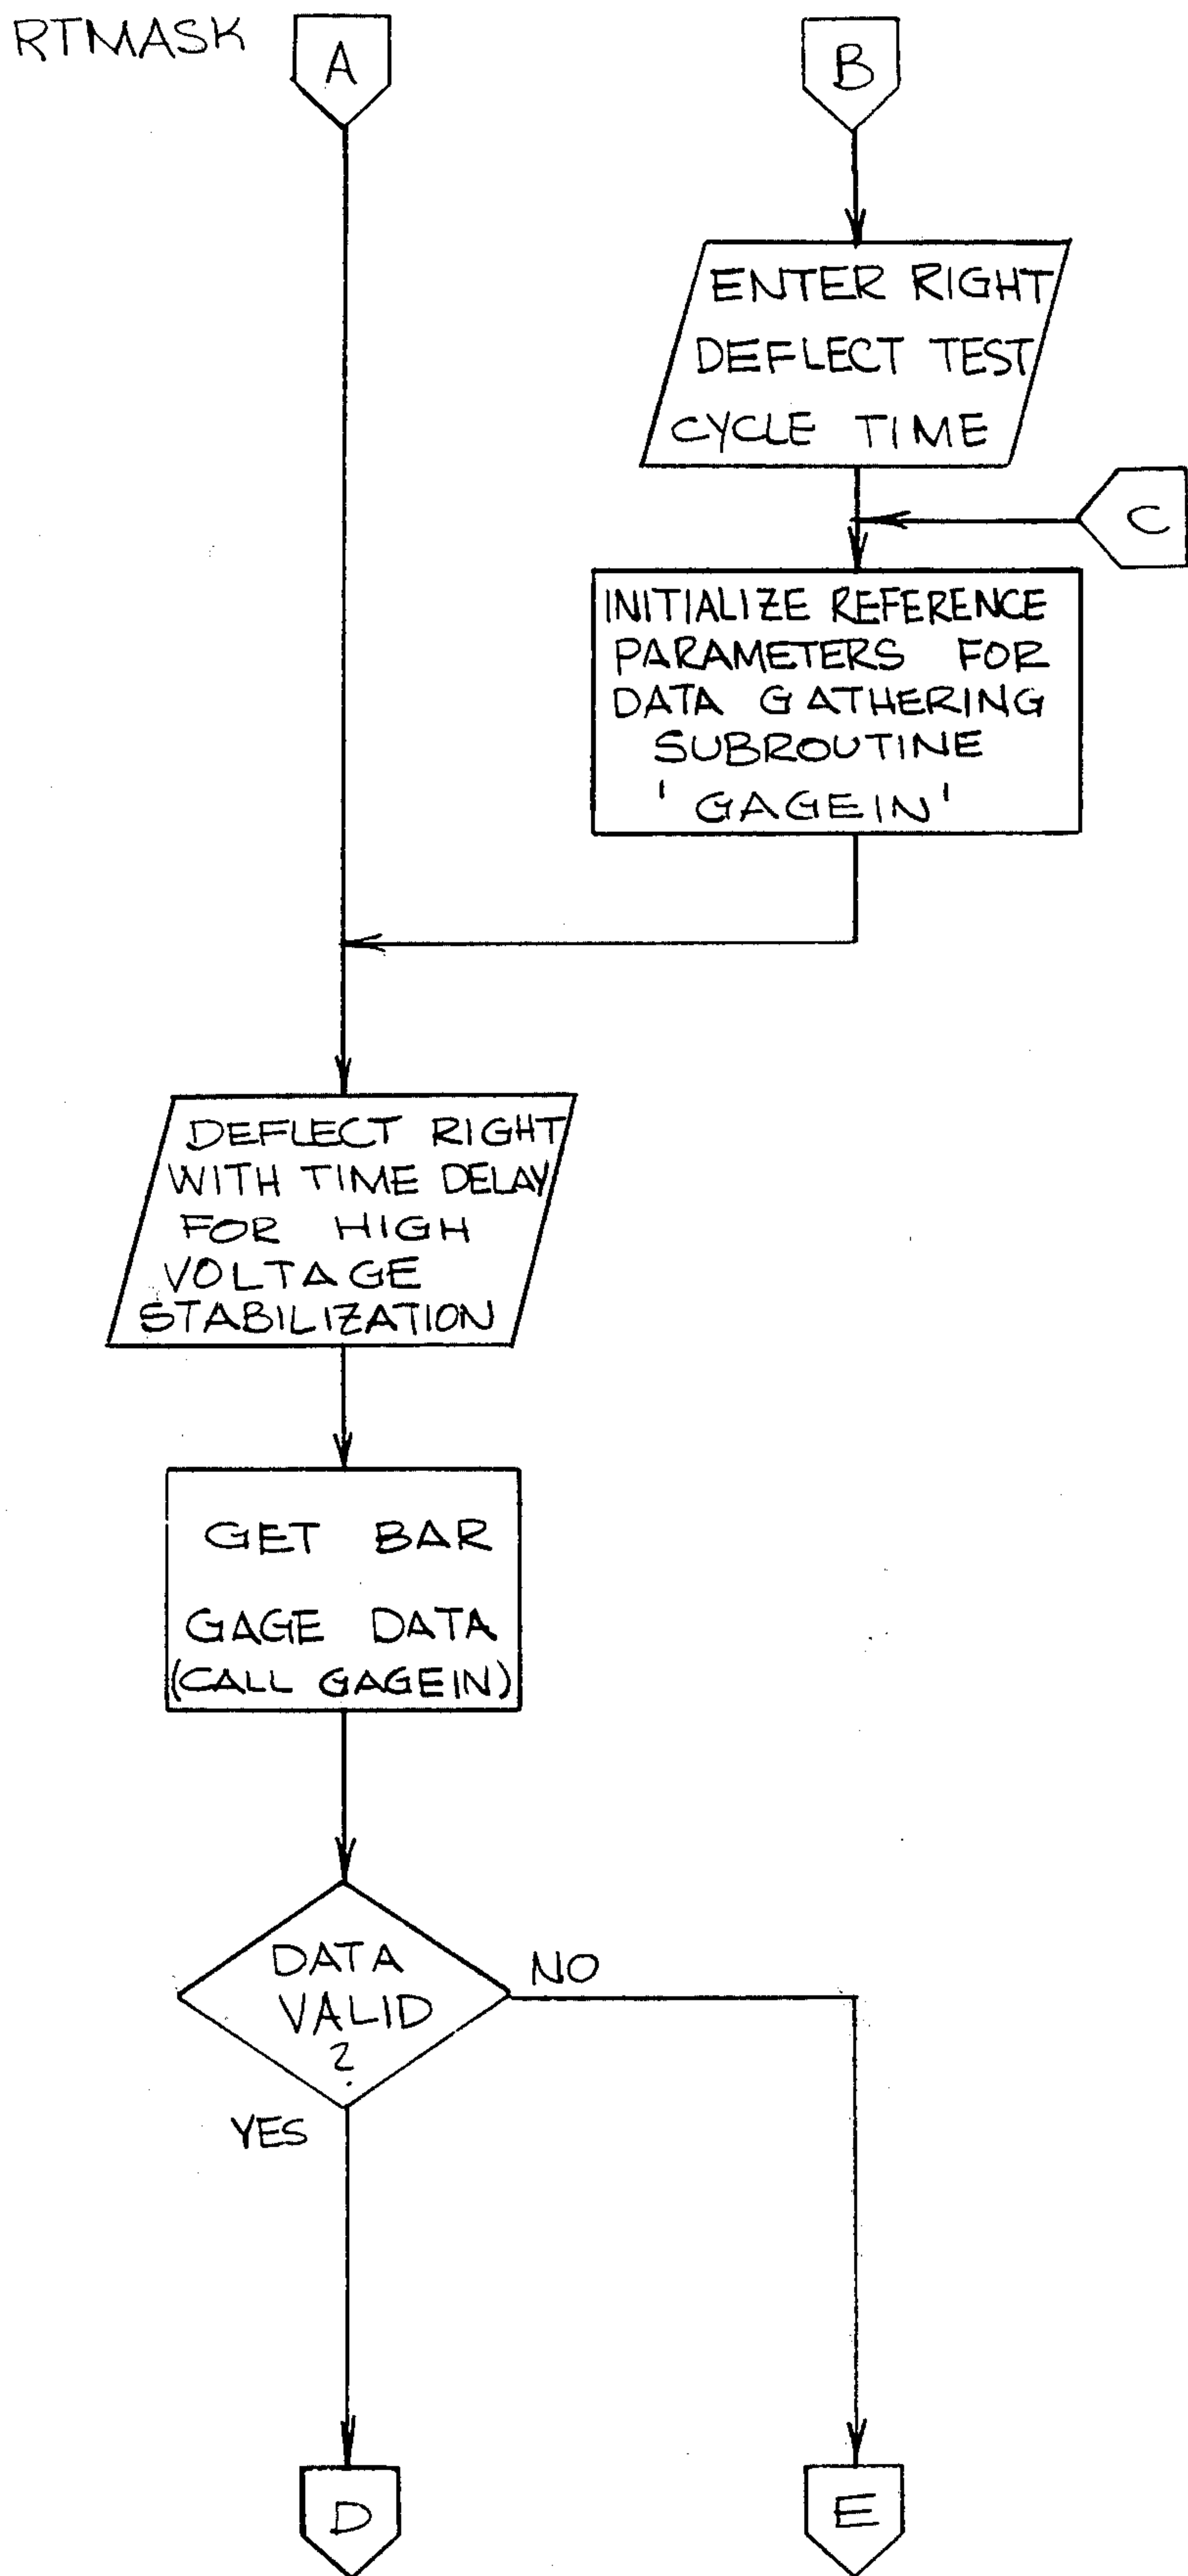 RTMASK
A
B
ENTER RIGHT
DEFLECT TEST
CYCLE TIME
C
INITIALIZE REFERENCE
PARAMETERS FOR
DATA GATHERING
SUBROUTINE
'GAGEIN'
DEFLECT RIGHT
WITH TIME DELAY
FOR HIGH
VOLTAGE
STABILIZATION
GET BAR
GAGE DATA
(CALL GAGEIN)
DATA
VALID
?
NO
YES
D
E